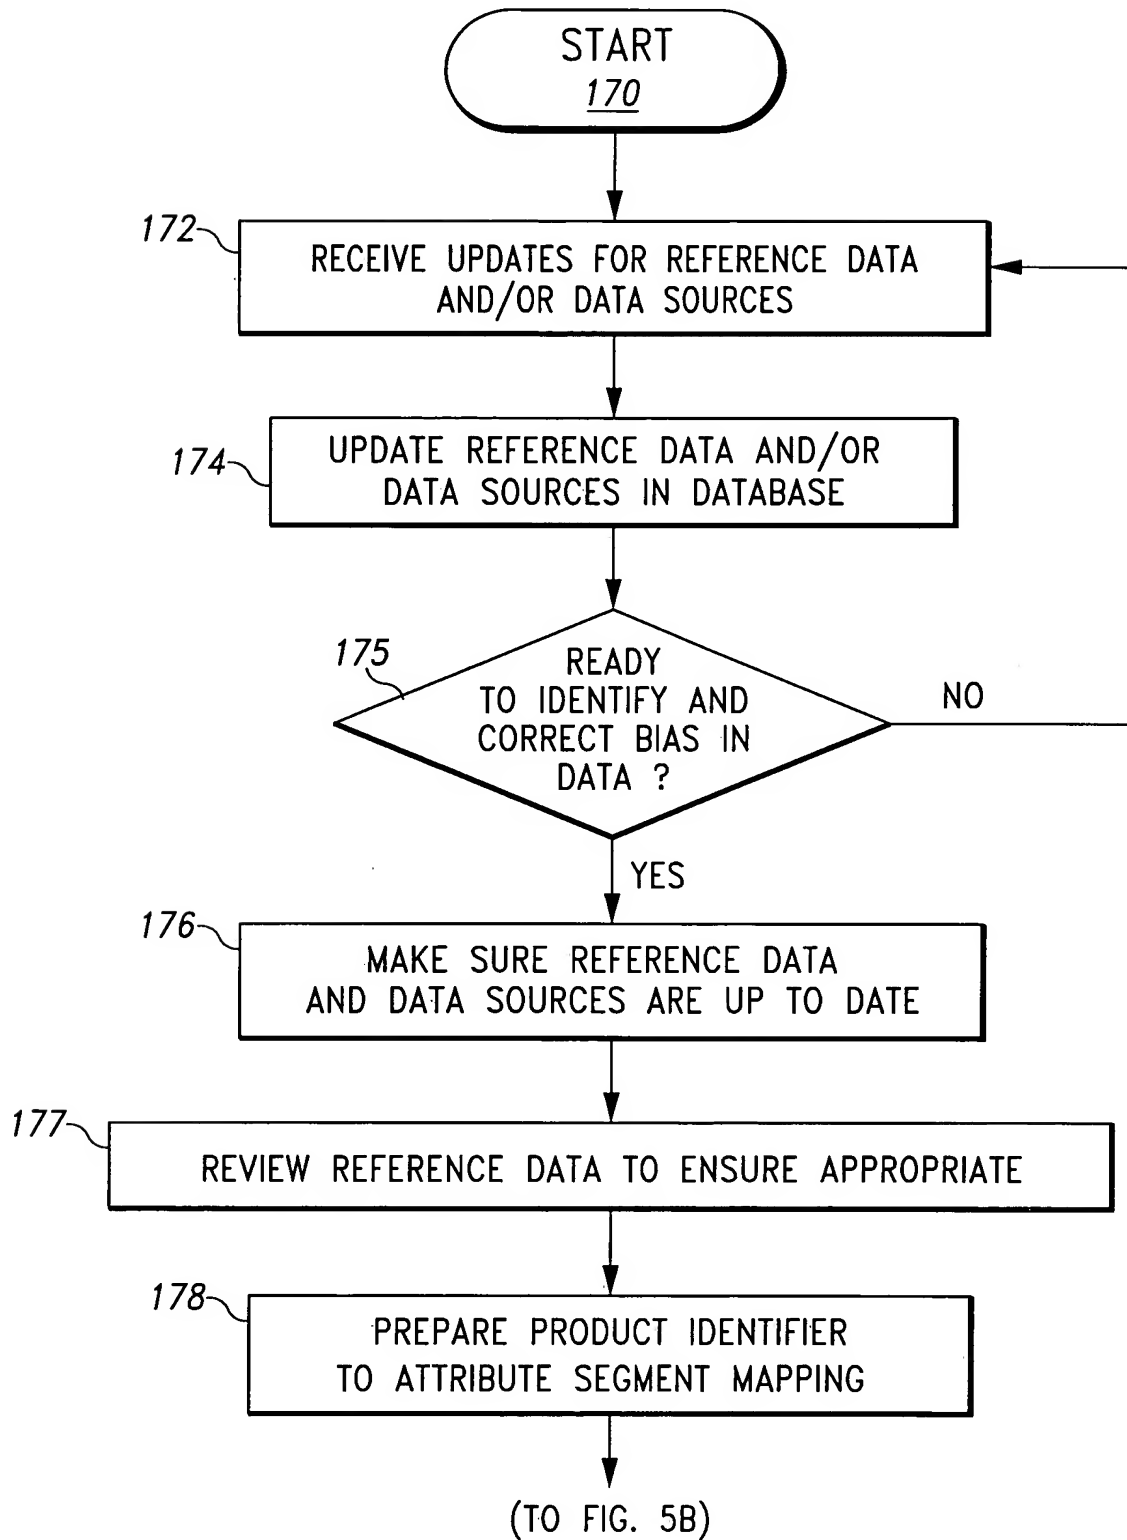 START
170
172
RECEIVE UPDATES FOR REFERENCE DATA
AND/OR DATA SOURCES
174
UPDATE REFERENCE DATA AND/OR
DATA SOURCES IN DATABASE
175
READY
TO IDENTIFY AND
CORRECT BIAS IN
DATA ?
NO
YES
176
MAKE SURE REFERENCE DATA
AND DATA SOURCES ARE UP TO DATE
177
REVIEW REFERENCE DATA TO ENSURE APPROPRIATE
178
PREPARE PRODUCT IDENTIFIER
TO ATTRIBUTE SEGMENT MAPPING
(TO FIG. 5B)